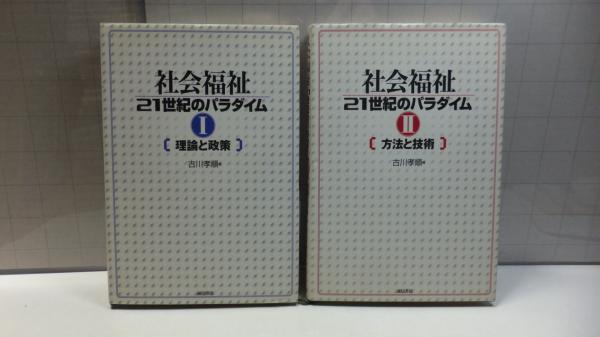 社会福祉
21世紀のパラダイム
I
【理論と政策】
古川孝順 編
社会福祉
21世紀のパラダイム
II
【方法と技術】
古川孝順 編